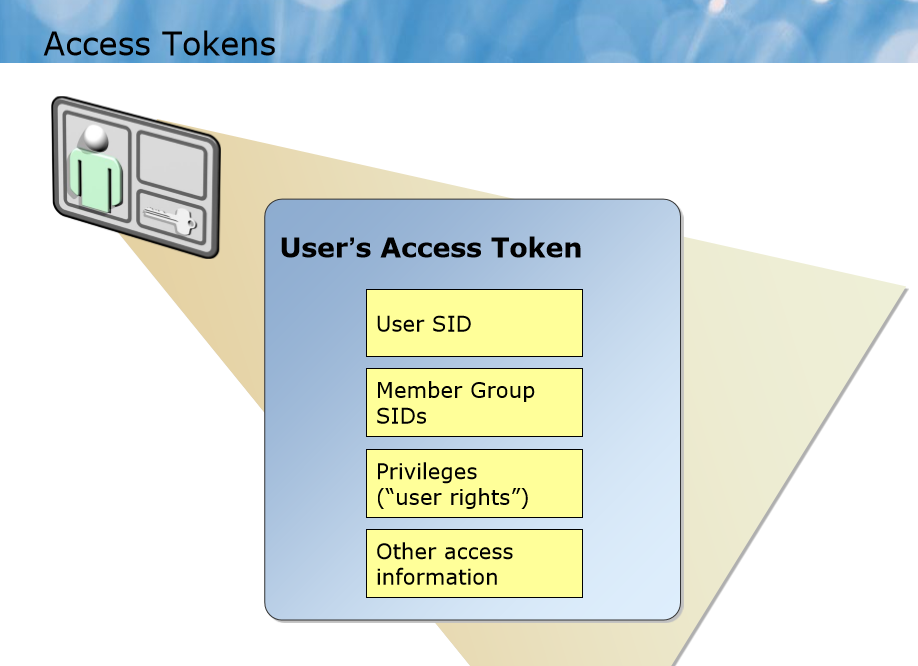 Access Tokens
User’s Access Token
User SID
Member Group
SIDs
Privileges
(“user rights”)
Other access
information